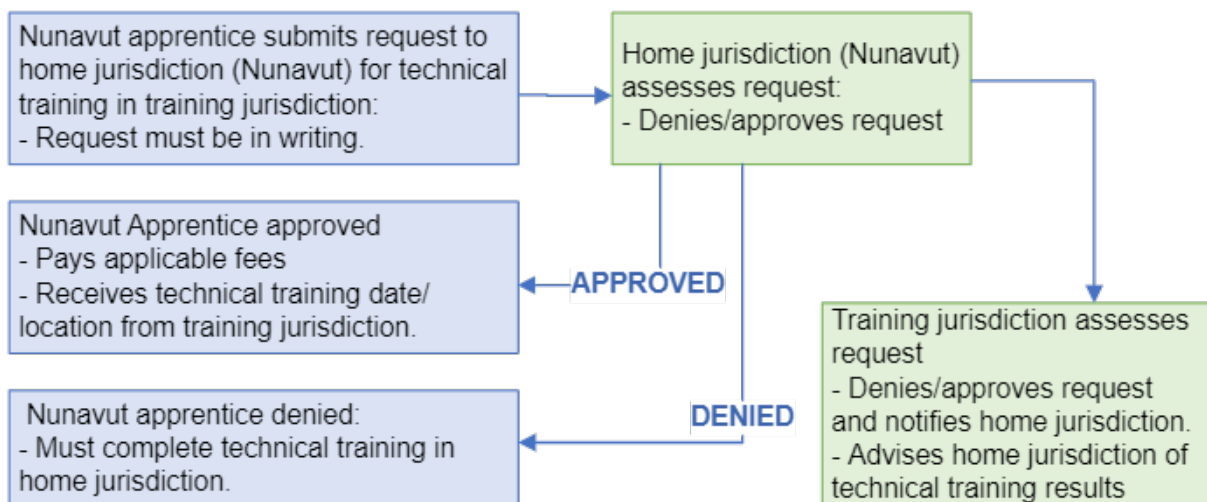 Nunavut apprentice submits request to
home jurisdiction (Nunavut) for technical
training in training jurisdiction:
- Request must be in writing.
Home jurisdiction (Nunavut)
assesses request:
- Denies/approves request
Nunavut Apprentice approved
- Pays applicable fees
- Receives technical training date/
location from training jurisdiction.
APPROVED
Training jurisdiction assesses
request
- Denies/approves request
and notifies home jurisdiction.
- Advises home jurisdiction of
technical training results
Nunavut apprentice denied:
- Must complete technical training in
home jurisdiction.
DENIED